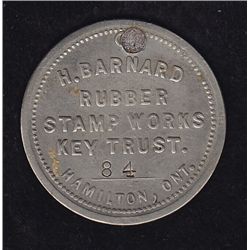 H. BARNARD
RUBBER
STAMP WORKS
KEY TRUST.
84
HAMILTON, ONT.